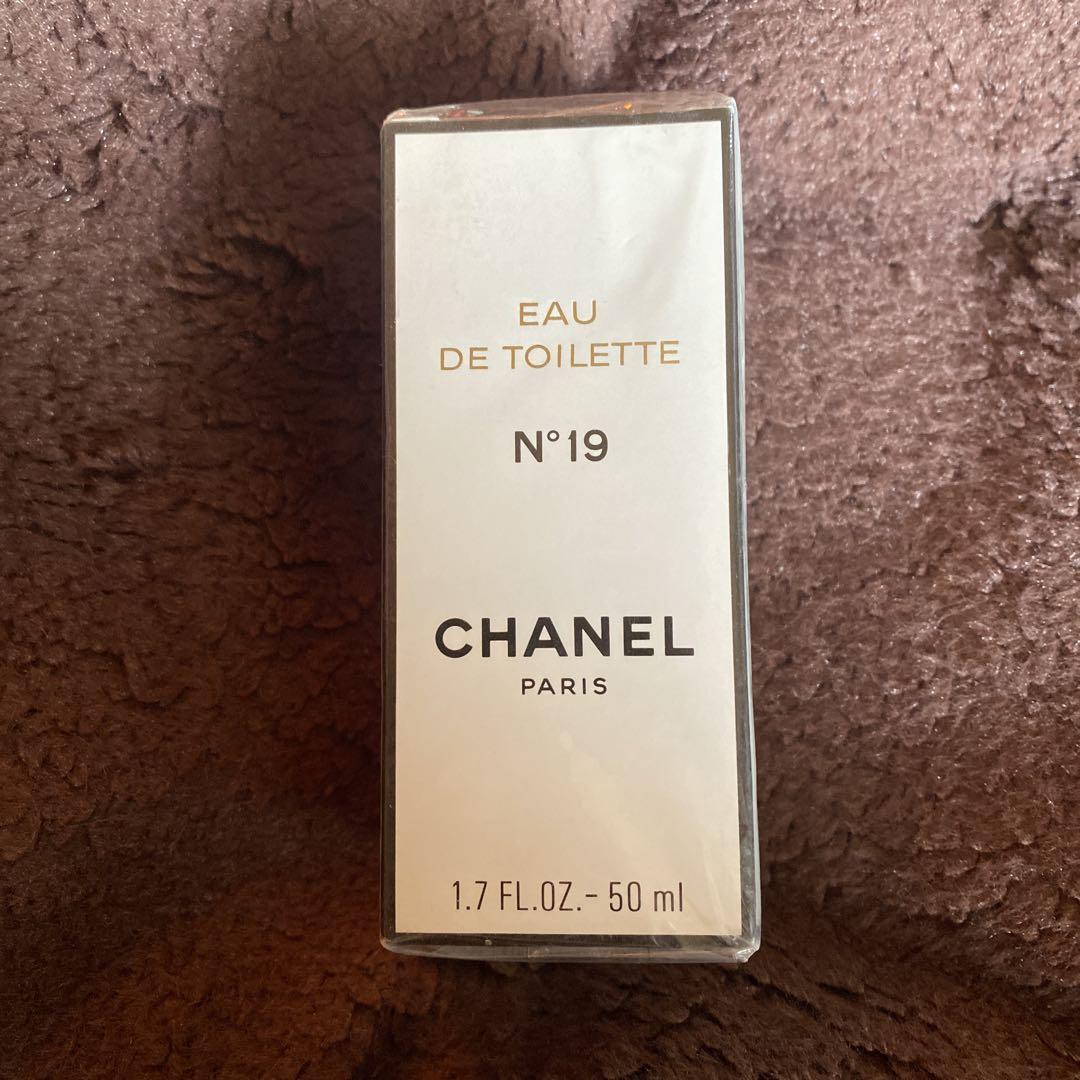 EAU
DE TOILETTE
N°19
CHANEL
PARIS
1.7 FL.OZ.- 50 ml